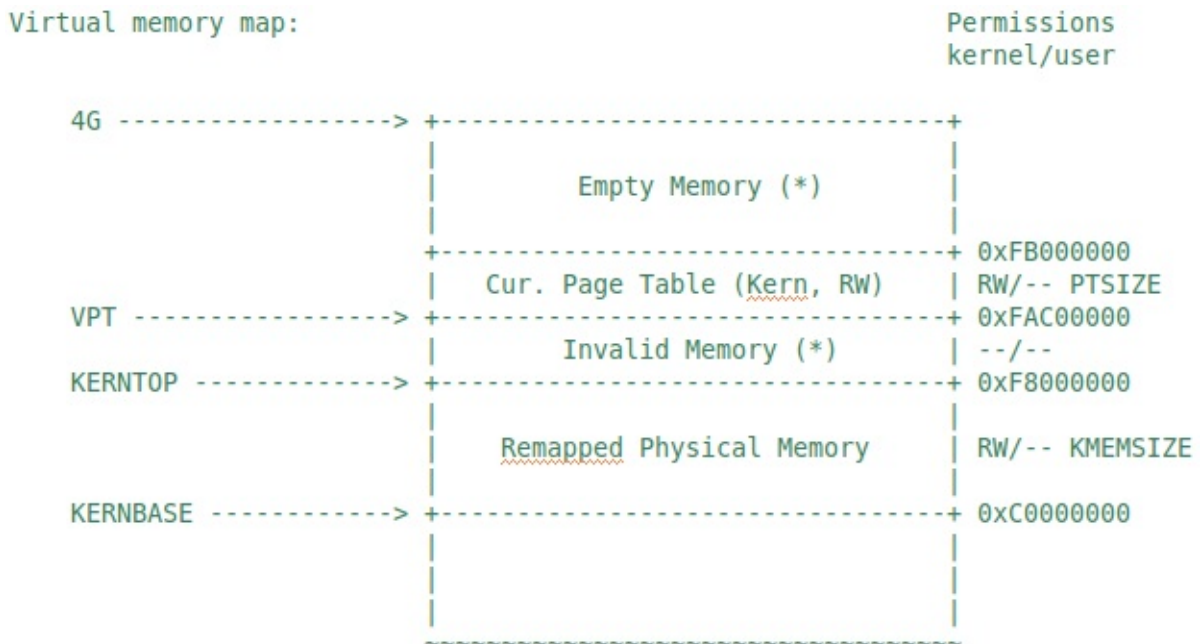 Virtual memory map: Permissions
kernel/user
4G ------------------> +---------------------------------+
| |
| Empty Memory (*) |
| |
+---------------------------------+ 0xFB000000
| Cur. Page Table (Kern, RW) | RW/-- PTSIZE
VPT -----------------> +---------------------------------+ 0xFAC00000
| Invalid Memory (*) | --/--
KERNTOP -------------> +---------------------------------+ 0xF8000000
| |
| Remapped Physical Memory | RW/-- KMEMSIZE
| |
KERNBASE ------------> +---------------------------------+ 0xC0000000
| |
| |
| |
~~~~~~~~~~~~~~~~~~~~~~~~~~~~~~~~~~~